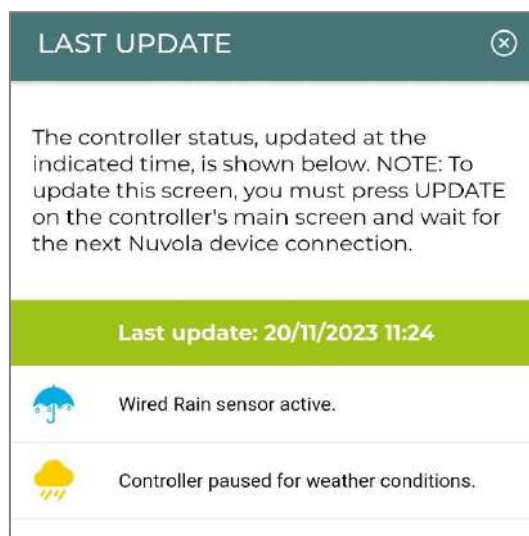 LAST UPDATE
The controller status, updated at the
indicated time, is shown below. NOTE: To
update this screen, you must press UPDATE
on the controller's main screen and wait for
the next Nuvola device connection.
Last update: 20/11/2023 11:24
Wired Rain sensor active.
Controller paused for weather conditions.